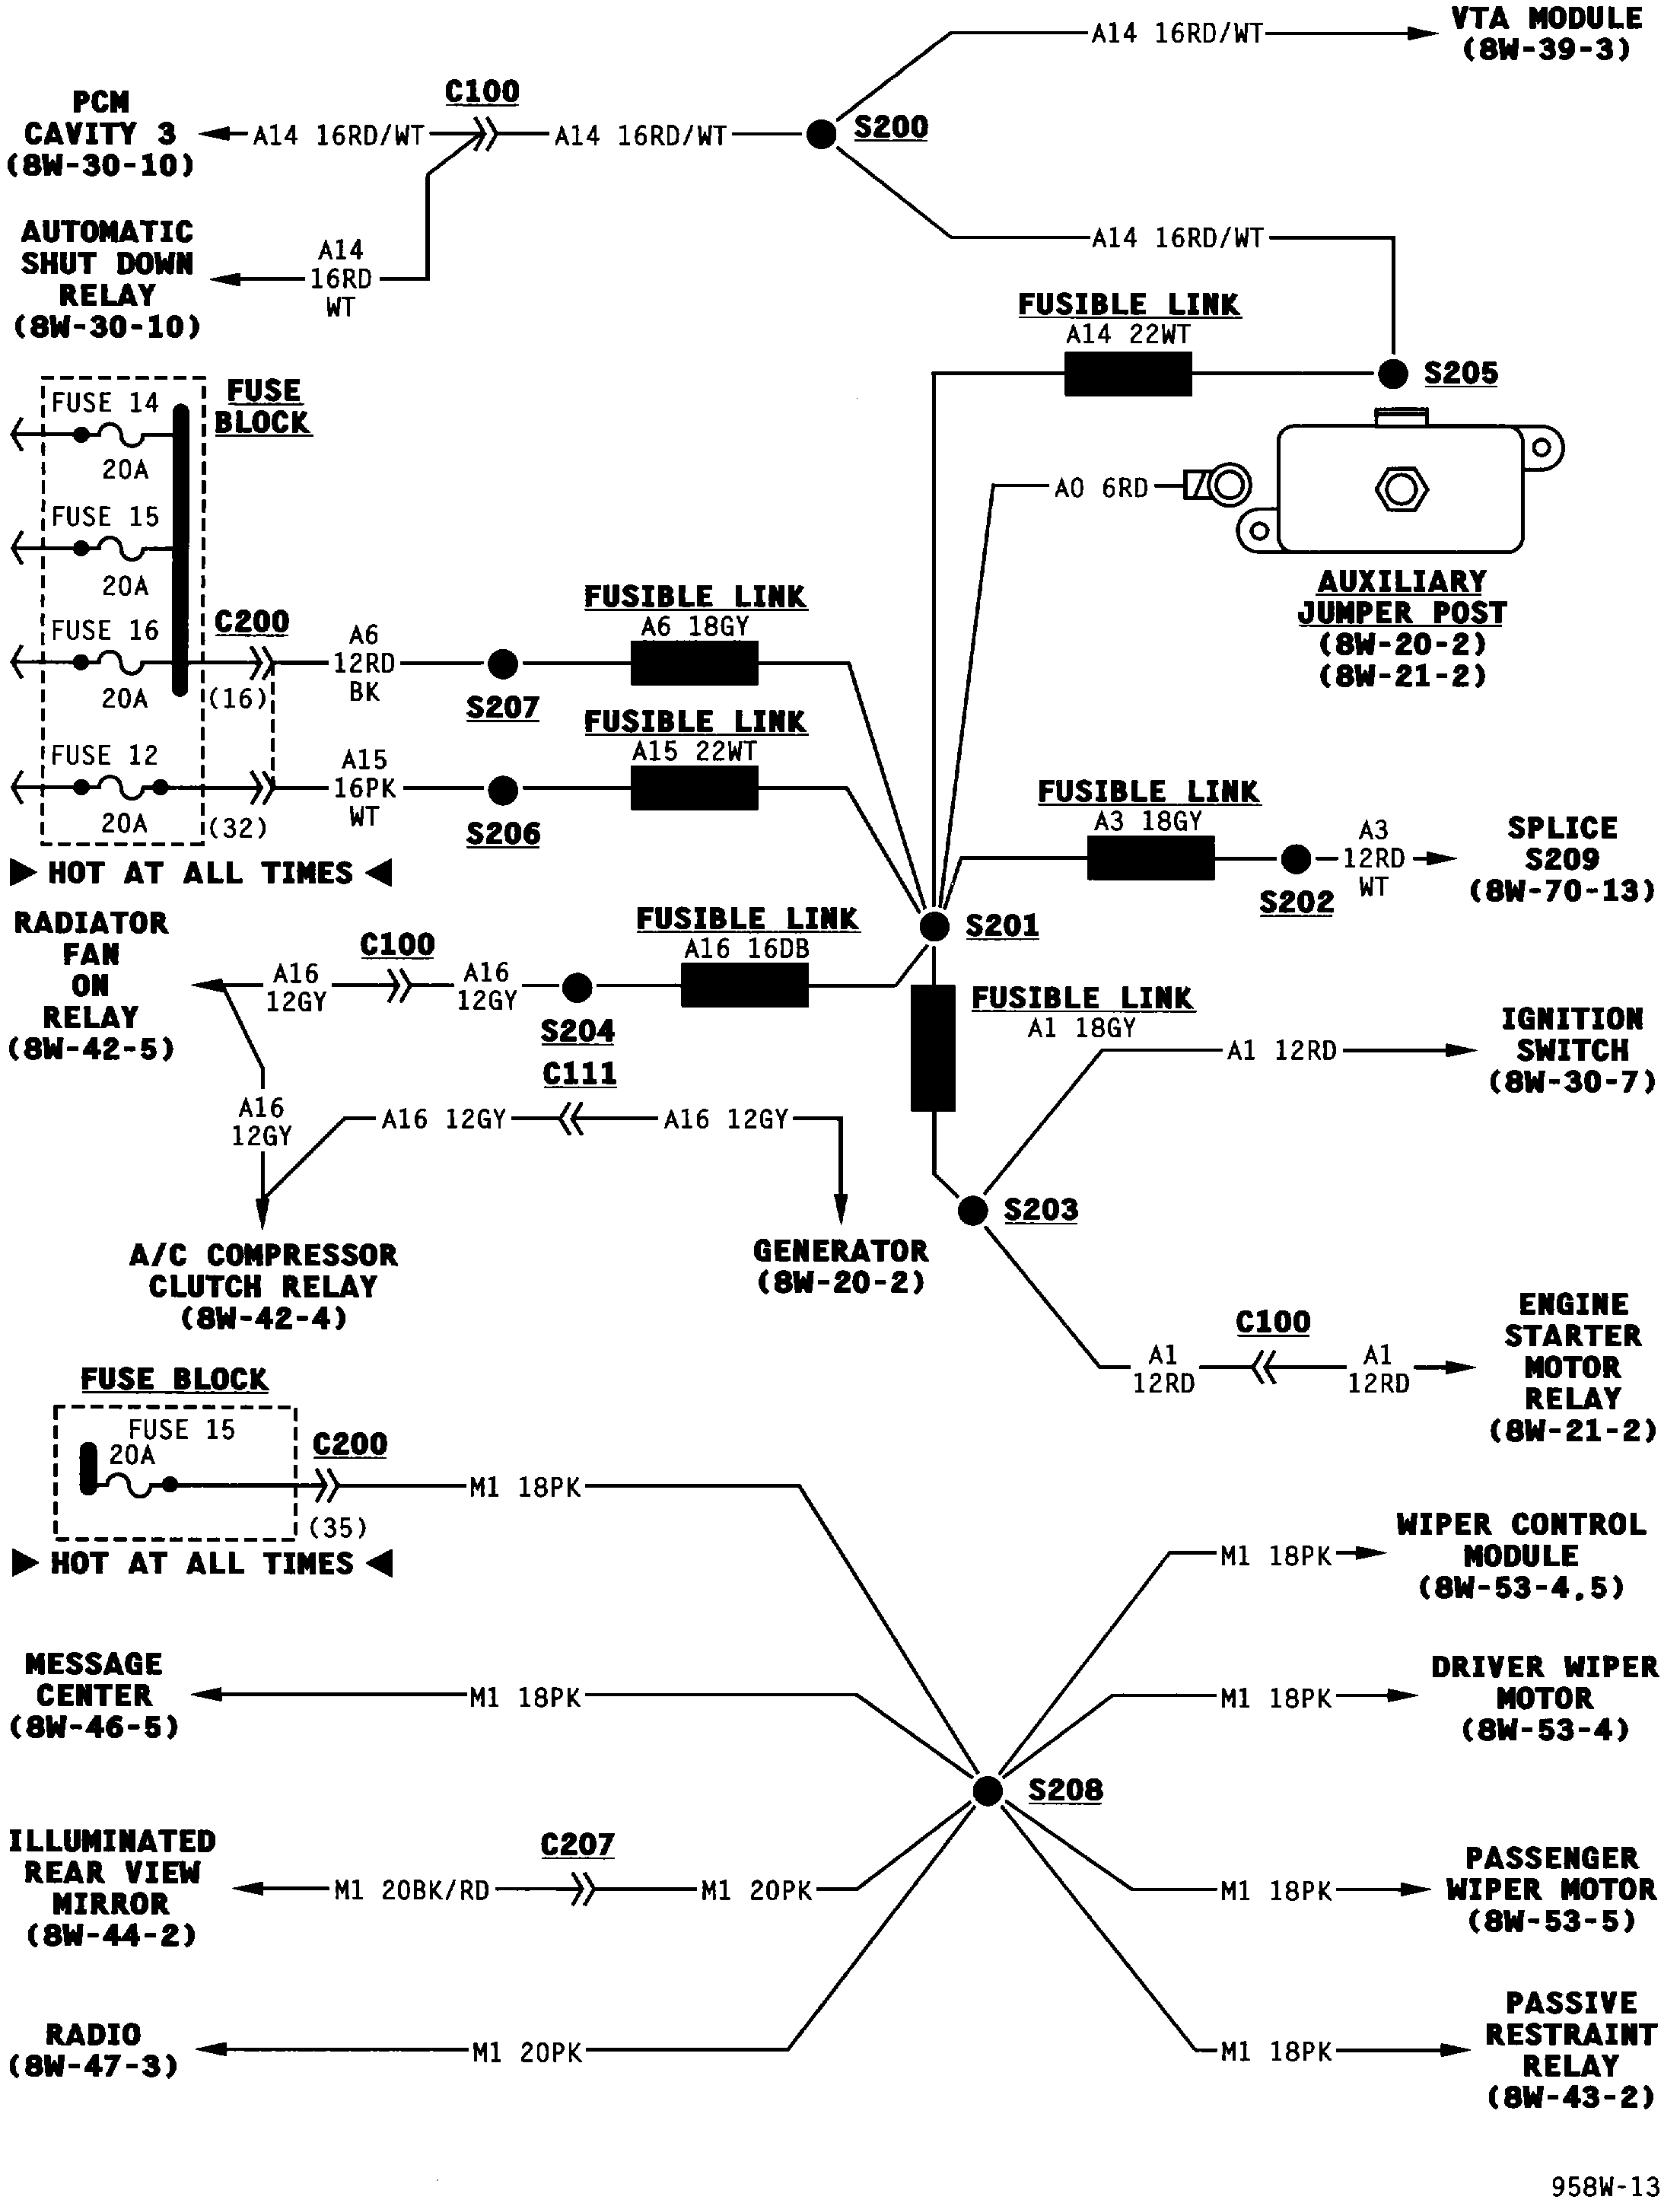 VTA MODULE
(8W-39-3)
A14 16RD/WT
C100
PCM
CAVITY 3
(8W-30-10)
A14 16RD/WT
A14 16RD/WT
S200
AUTOMATIC
SHUT DOWN
RELAY
(8W-30-10)
A14
16RD
WT
A14 16RD/WT
FUSIBLE LINK
A14 22WT
S205
FUSE
BLOCK
FUSE 14
20A
FUSE 15
20A
FUSE 16
20A
FUSE 12
20A
C200
(16)
(32)
A6
12RD
BK
S207
FUSIBLE LINK
A6 18GY
A15
16PK
WT
S206
FUSIBLE LINK
A15 22WT
HOT AT ALL TIMES
A0 6RD
AUXILIARY
JUMPER POST
(8W-20-2)
(8W-21-2)
FUSIBLE LINK
A3 18GY
S202
A3
12RD
WT
SPLICE
S209
(8W-70-13)
S201
RADIATOR
FAN
ON
RELAY
(8W-42-5)
A16
12GY
C100
A16
12GY
S204
FUSIBLE LINK
A16 16DB
FUSIBLE LINK
A1 18GY
A1 12RD
IGNITION
SWITCH
(8W-30-7)
C111
A16
12GY
A16 12GY
A16 12GY
S203
A/C COMPRESSOR
CLUTCH RELAY
(8W-42-4)
GENERATOR
(8W-20-2)
A1
12RD
C100
A1
12RD
ENGINE
STARTER
MOTOR
RELAY
(8W-21-2)
FUSE BLOCK
FUSE 15
20A
C200
(35)
M1 18PK
HOT AT ALL TIMES
M1 18PK
WIPER CONTROL
MODULE
(8W-53-4,5)
MESSAGE
CENTER
(8W-46-5)
M1 18PK
M1 18PK
DRIVER WIPER
MOTOR
(8W-53-4)
S208
ILLUMINATED
REAR VIEW
MIRROR
(8W-44-2)
M1 20BK/RD
C207
M1 20PK
M1 18PK
PASSENGER
WIPER MOTOR
(8W-53-5)
RADIO
(8W-47-3)
M1 20PK
M1 18PK
PASSIVE
RESTRAINT
RELAY
(8W-43-2)
958W-13